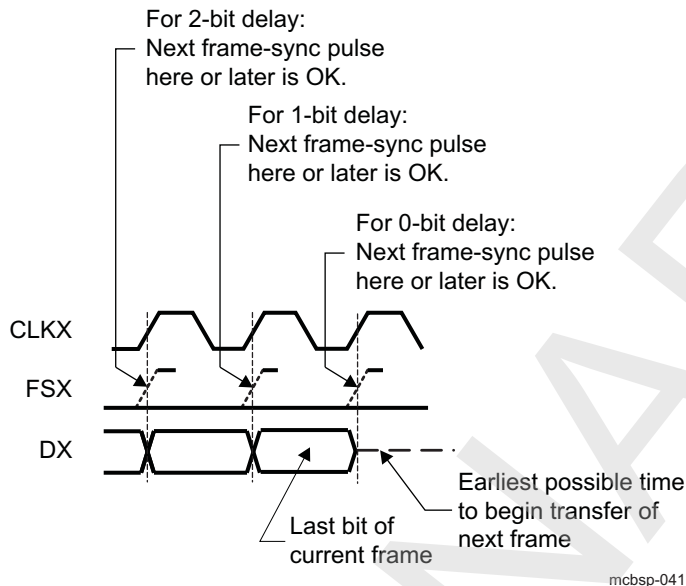 For 2-bit delay:
Next frame-sync pulse
here or later is OK.
For 1-bit delay:
Next frame-sync pulse
here or later is OK.
For 0-bit delay:
Next frame-sync pulse
here or later is OK.
CLKX
FSX
DX
Earliest possible time
to begin transfer of
next frame
Last bit of
current frame
mcbsp-041